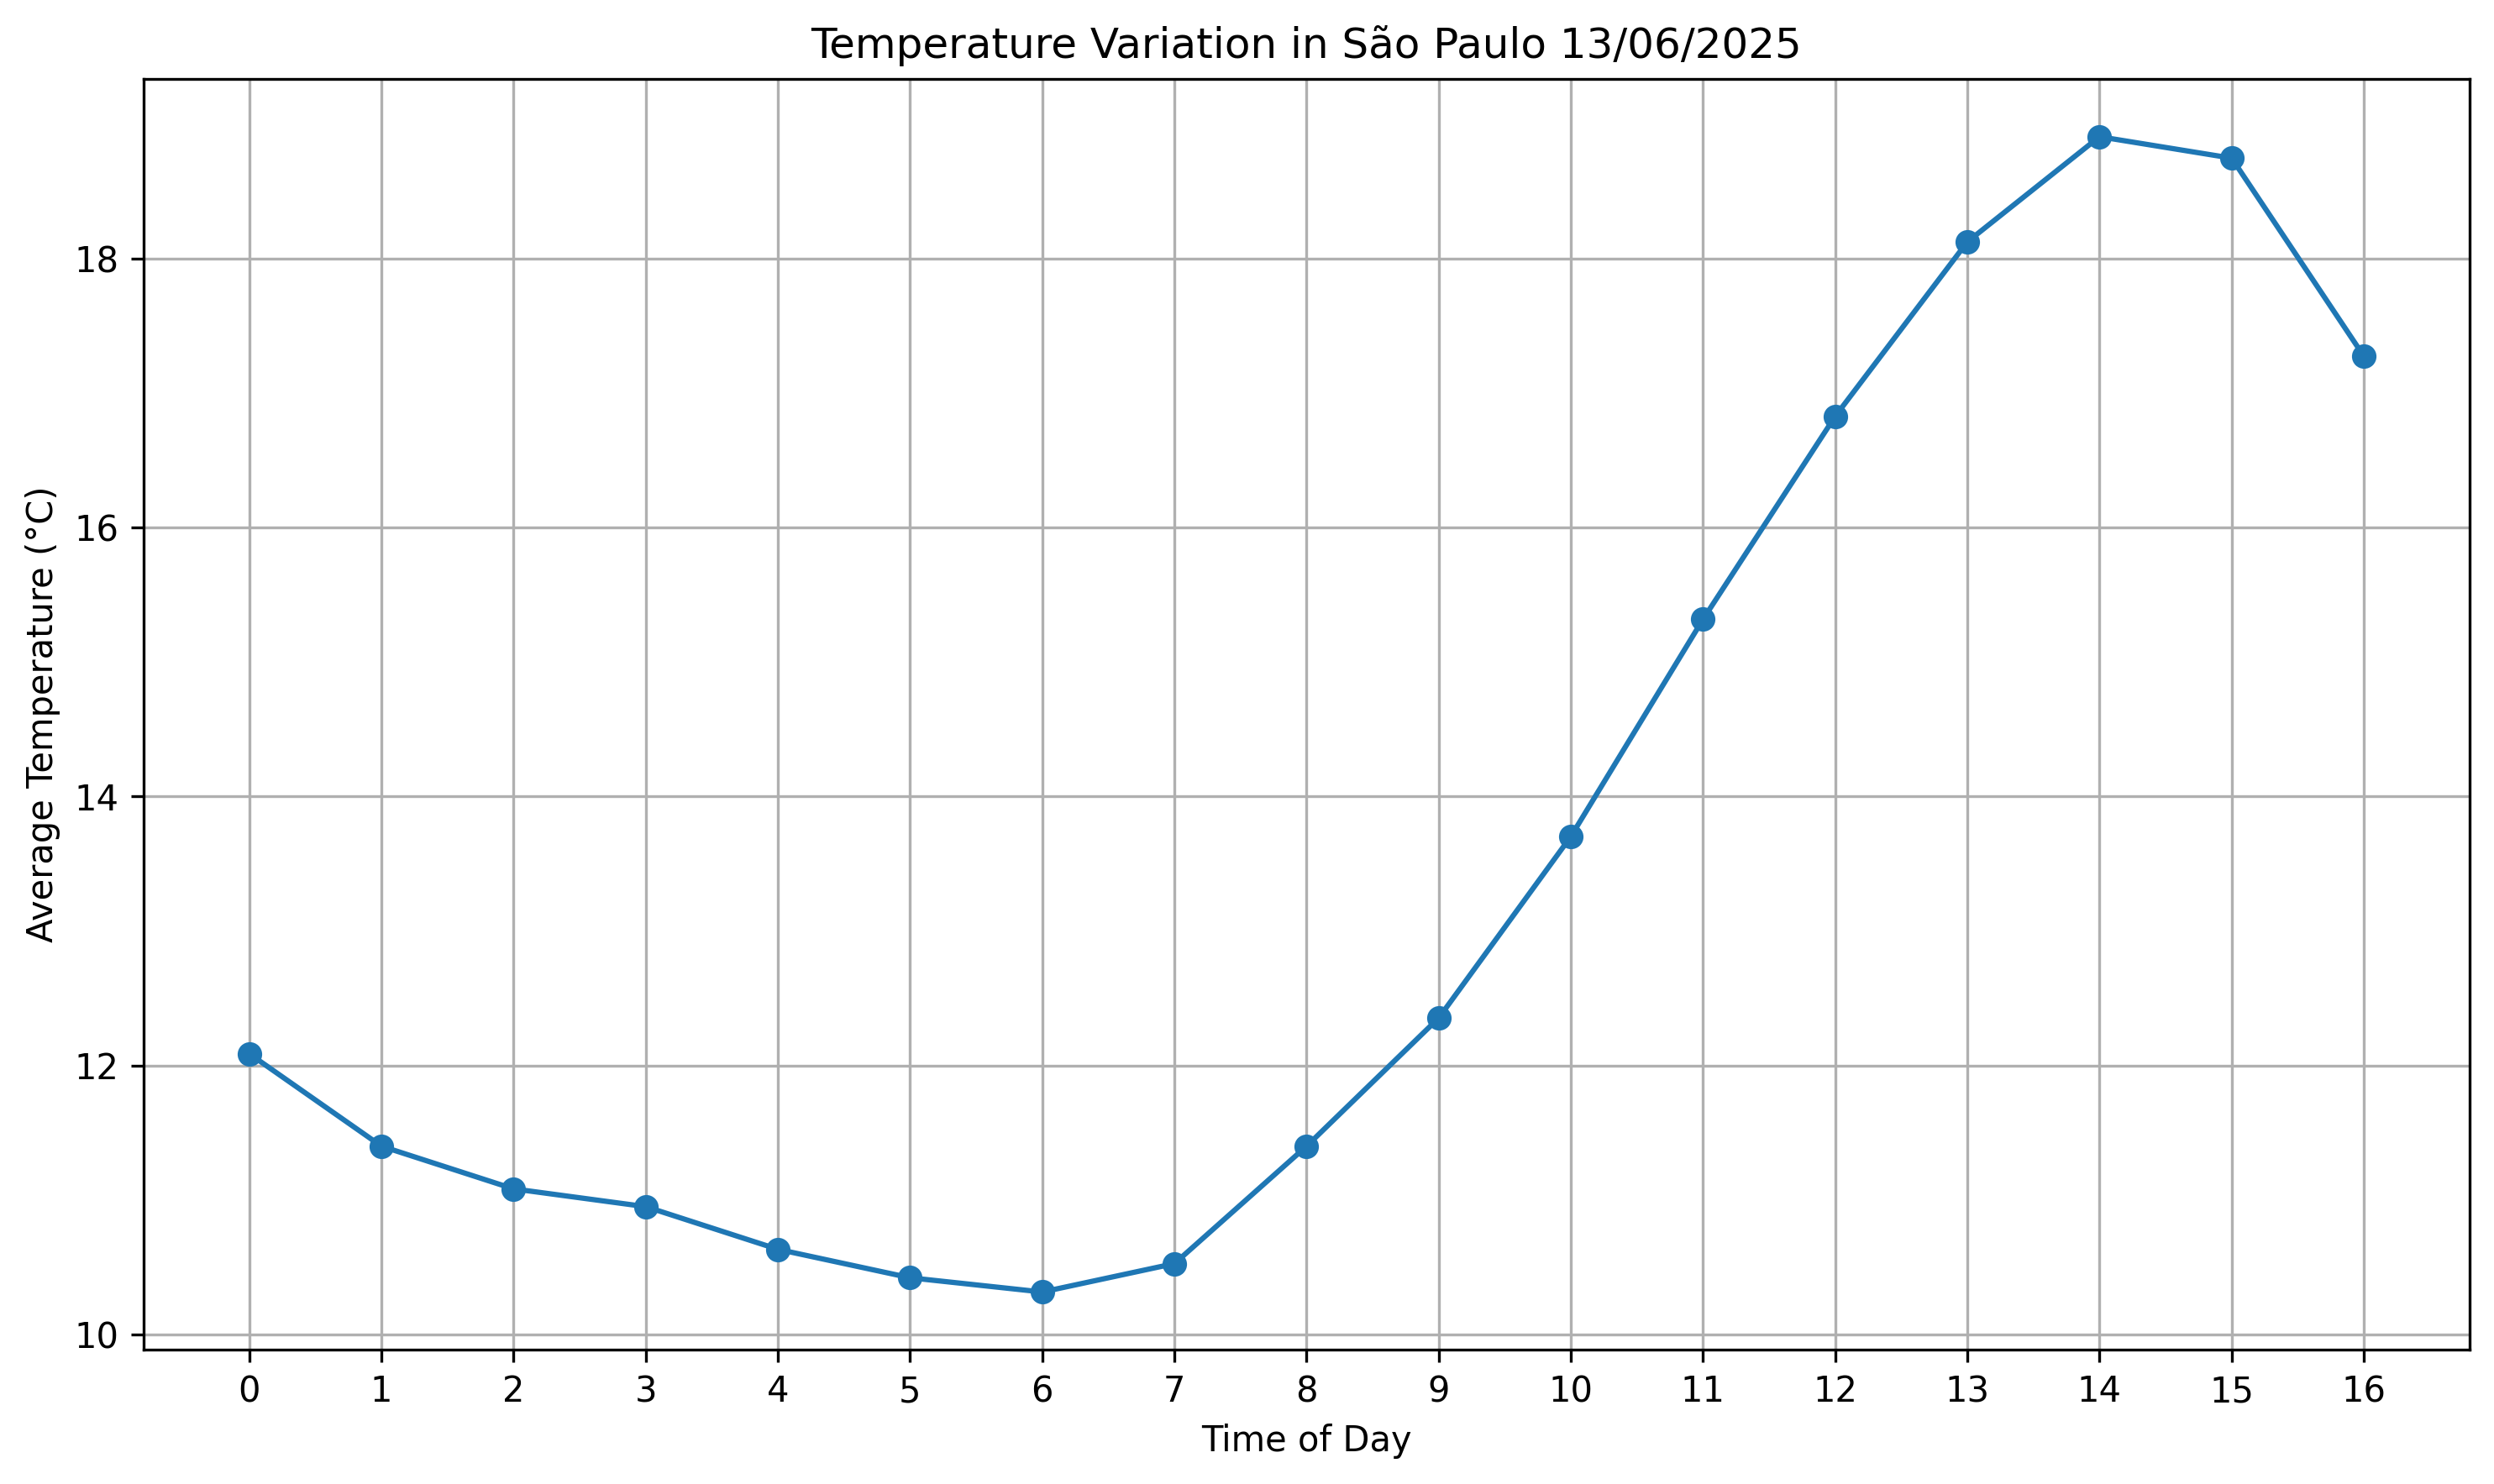 Temperature Variation in São Paulo 13/06/2025
Average Temperature (°C)
18
16
14
12
10
0 1 2 3 4 5 6 7 8 9 10 11 12 13 14 15 16
Time of Day